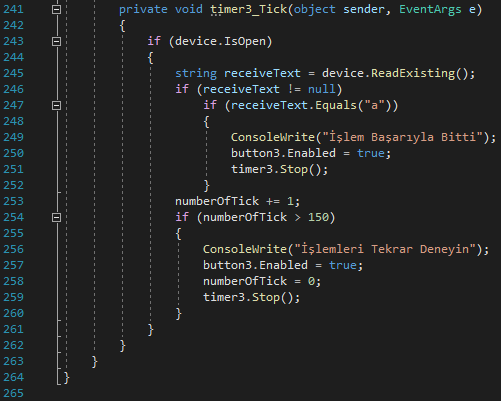 241 private void timer3_Tick(object sender, EventArgs e)
242 {
243 if (device.IsOpen)
244 {
245 string receiveText = device.ReadExisting();
246 if (receiveText != null)
247 if (receiveText.Equals("a"))
248 {
249 ConsoleWrite("İşlem Başarıyla Bitti");
250 button3.Enabled = true;
251 timer3.Stop();
252 }
253 numberOfTick += 1;
254 if (numberOfTick > 150)
255 {
256 ConsoleWrite("İşlemleri Tekrar Deneyin");
257 button3.Enabled = true;
258 numberOfTick = 0;
259 timer3.Stop();
260 }
261 }
262 }
263 }
264 }
265